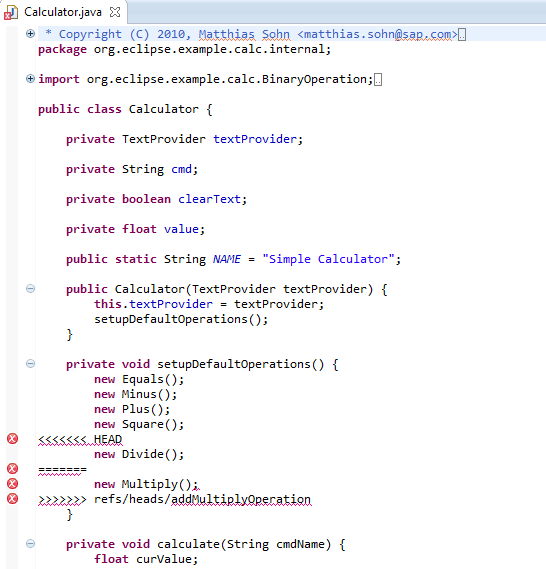 Calculator.java
* Copyright (C) 2010, Matthias Sohn <matthias.sohn@sap.com>
package org.eclipse.example.calc.internal;
import org.eclipse.example.calc.BinaryOperation;
public class Calculator {
private TextProvider textProvider;
private String cmd;
private boolean clearText;
private float value;
public static String NAME = "Simple Calculator";
public Calculator(TextProvider textProvider) {
this.textProvider = textProvider;
setupDefaultOperations();
}
private void setupDefaultOperations() {
new Equals();
new Minus();
new Plus();
new Square();
<<<<<<< HEAD
new Divide();
=======
new Multiply();
>>>>>>> refs/heads/addMultiplyOperation
}
private void calculate(String cmdName) {
float curValue;